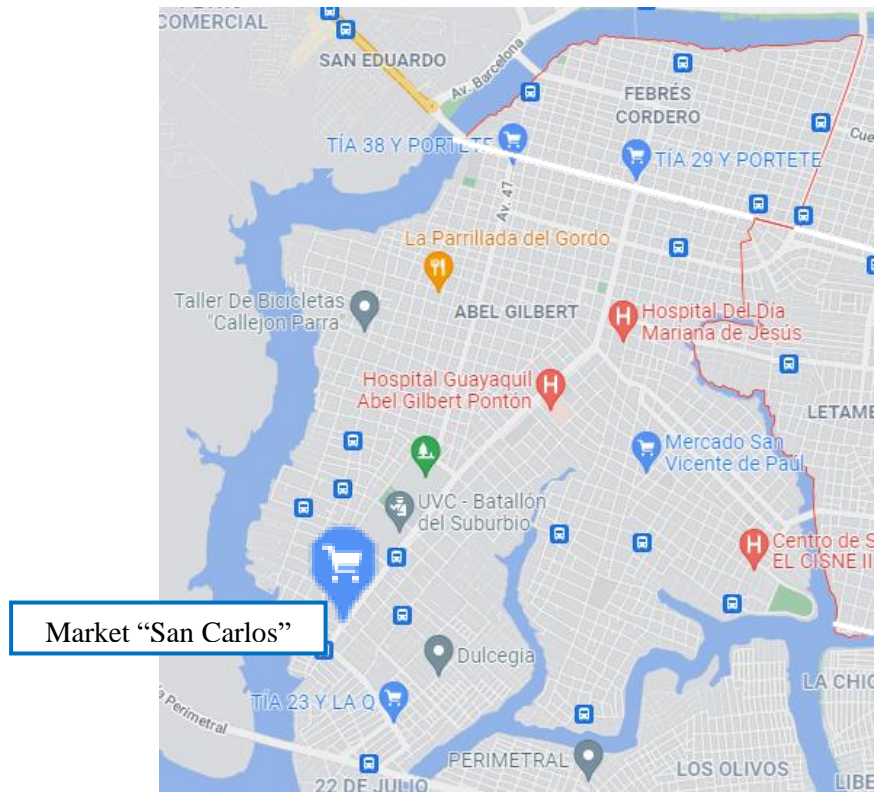 COMERCIAL
SAN EDUARDO
Av. Barcelona
FEBRÉS
CORDERO
TÍA 38 Y PORTETE
TÍA 29 Y PORTETE
Cue
Av. 47
La Parrillada del Gordo
Taller De Bicicletas
"Callejon Parra"
ABEL GILBERT
Hospital Del Día
Mariana de Jesús
Hospital Guayaquil
Abel Gilbert Pontón
LETAME
Mercado San
Vicente de Paúl
UVC - Batallón
del Suburbio
Centro de S
EL CISNE II
Market “San Carlos”
Dulcegia
LA CHIC
TÍA 23 Y LA Q
Perimetral
PERIMETRAL
LOS OLIVOS
22 DE JULIO
LIBE